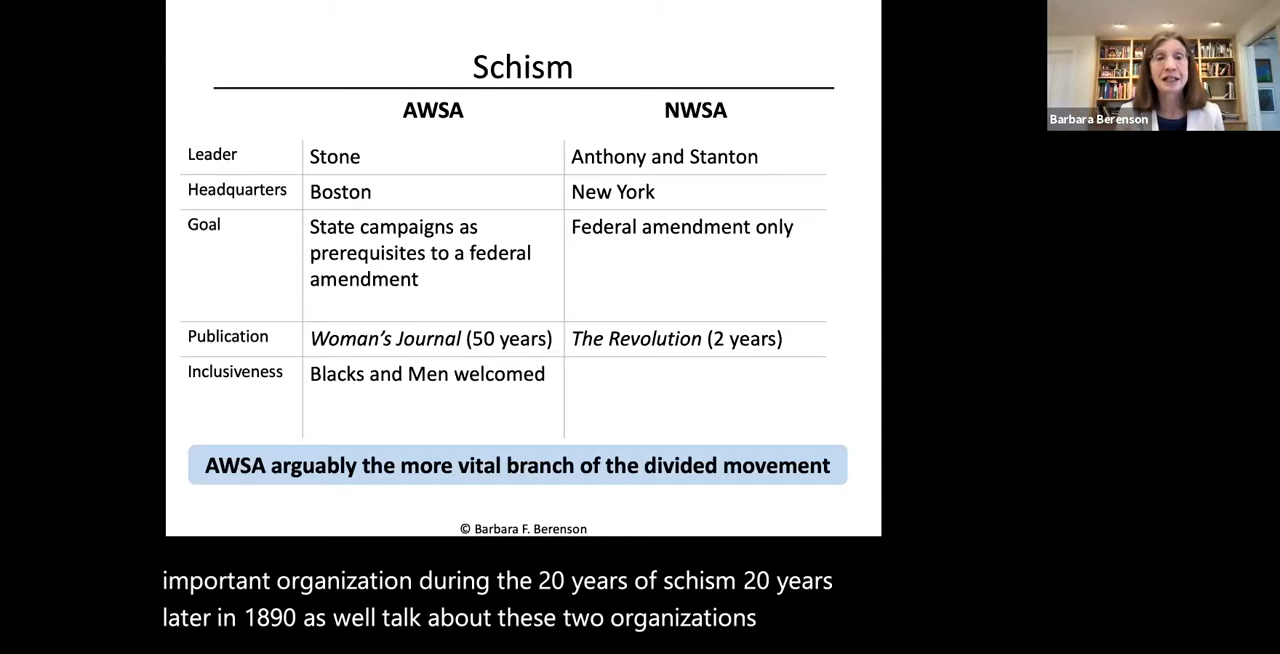 Schism
AWSA NWSA
Leader Stone Anthony and Stanton
Headquarters Boston New York
Goal State campaigns as Federal amendment only
prerequisites to a federal
amendment
Publication Woman’s Journal (50 years) The Revolution (2 years)
Inclusiveness Blacks and Men welcomed
AWSA arguably the more vital branch of the divided movement
© Barbara F. Berenson
Barbara Berenson
important organization during the 20 years of schism 20 years
later in 1890 as well talk about these two organizations